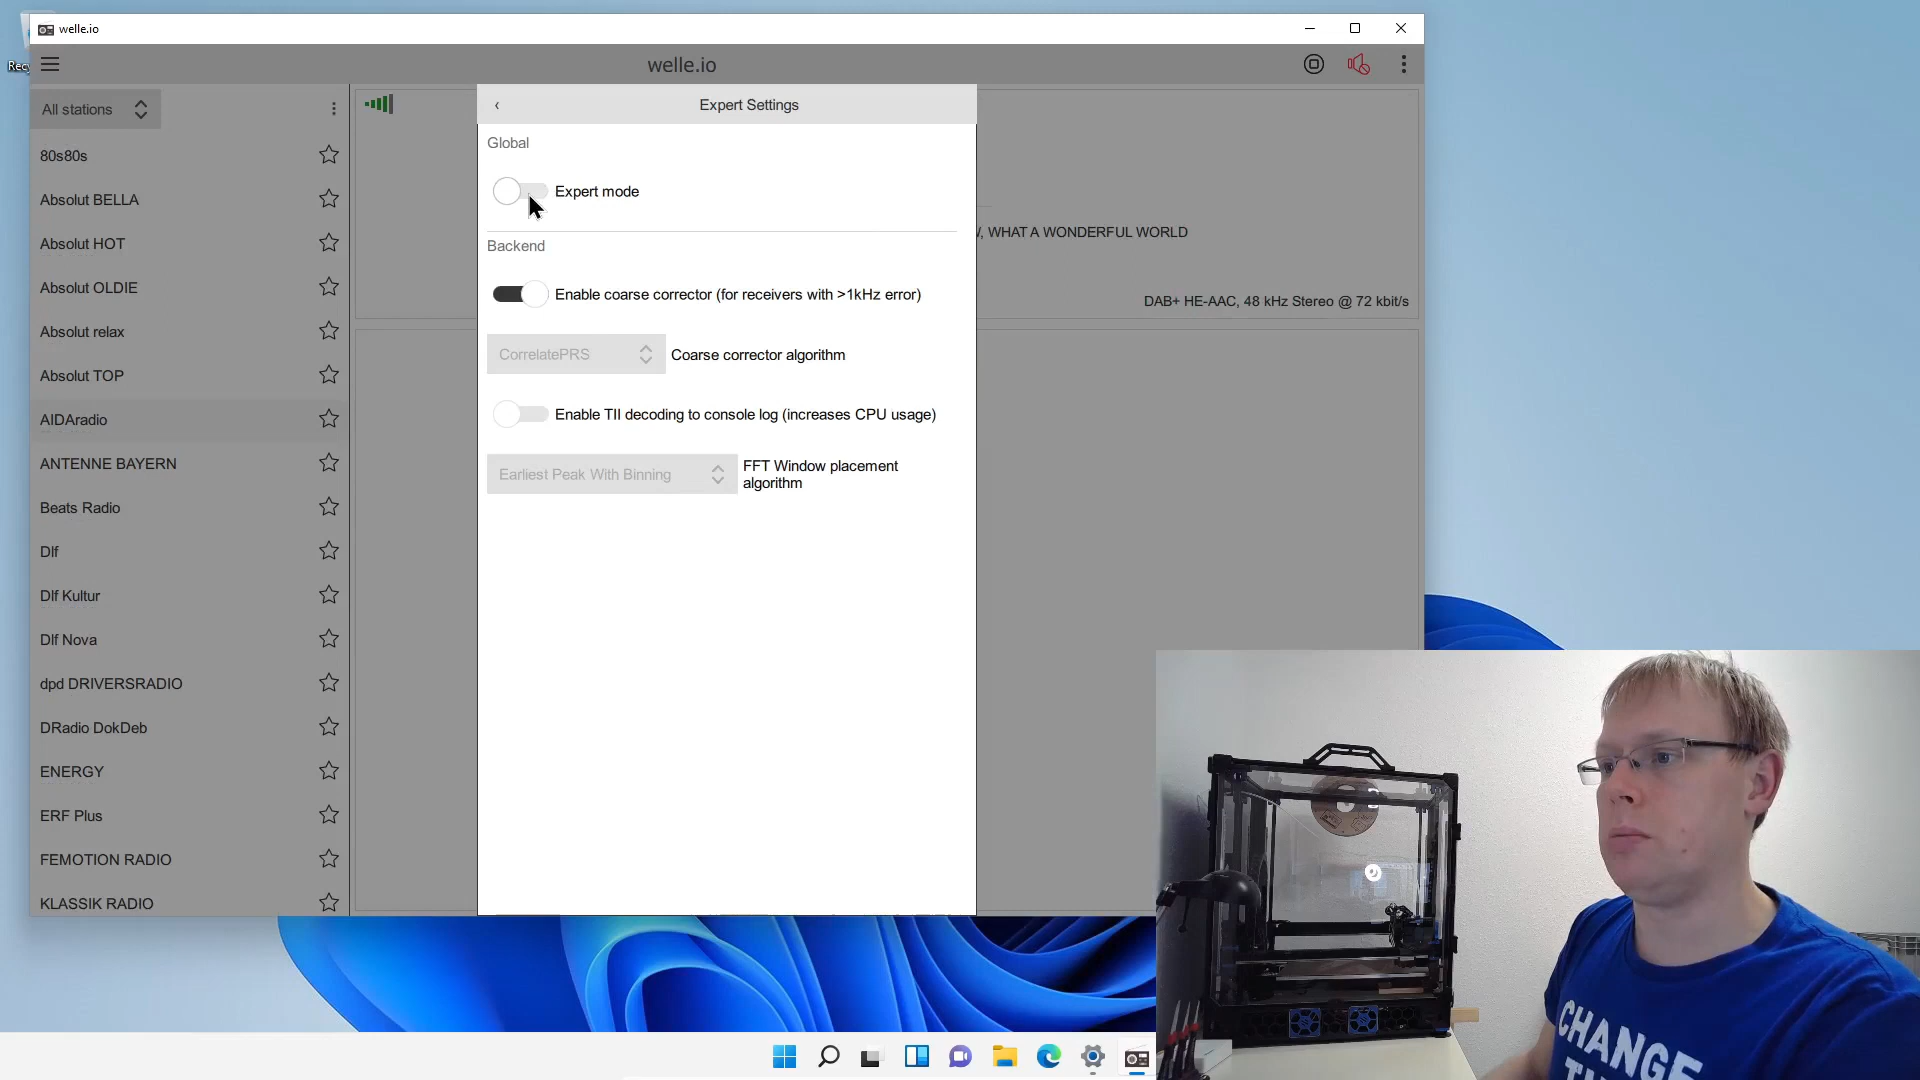 welle.io
Rec
welle.io
All stations
80s80s
Absolut BELLA
Absolut HOT
Absolut OLDIE
Absolut relax
Absolut TOP
AIDAradio
ANTENNE BAYERN
Beats Radio
Dlf
Dlf Kultur
Dlf Nova
dpd DRIVERSRADIO
DRadio DokDeb
ENERGY
ERF Plus
FEMOTION RADIO
KLASSIK RADIO
Expert Settings
Global
Expert mode
Backend
Enable coarse corrector (for receivers with >1kHz error)
CorrelatePRS
Coarse corrector algorithm
Enable TII decoding to console log (increases CPU usage)
Earliest Peak With Binning
FFT Window placement
algorithm
, WHAT A WONDERFUL WORLD
DAB+ HE-AAC, 48 kHz Stereo @ 72 kbit/s
CHANGE